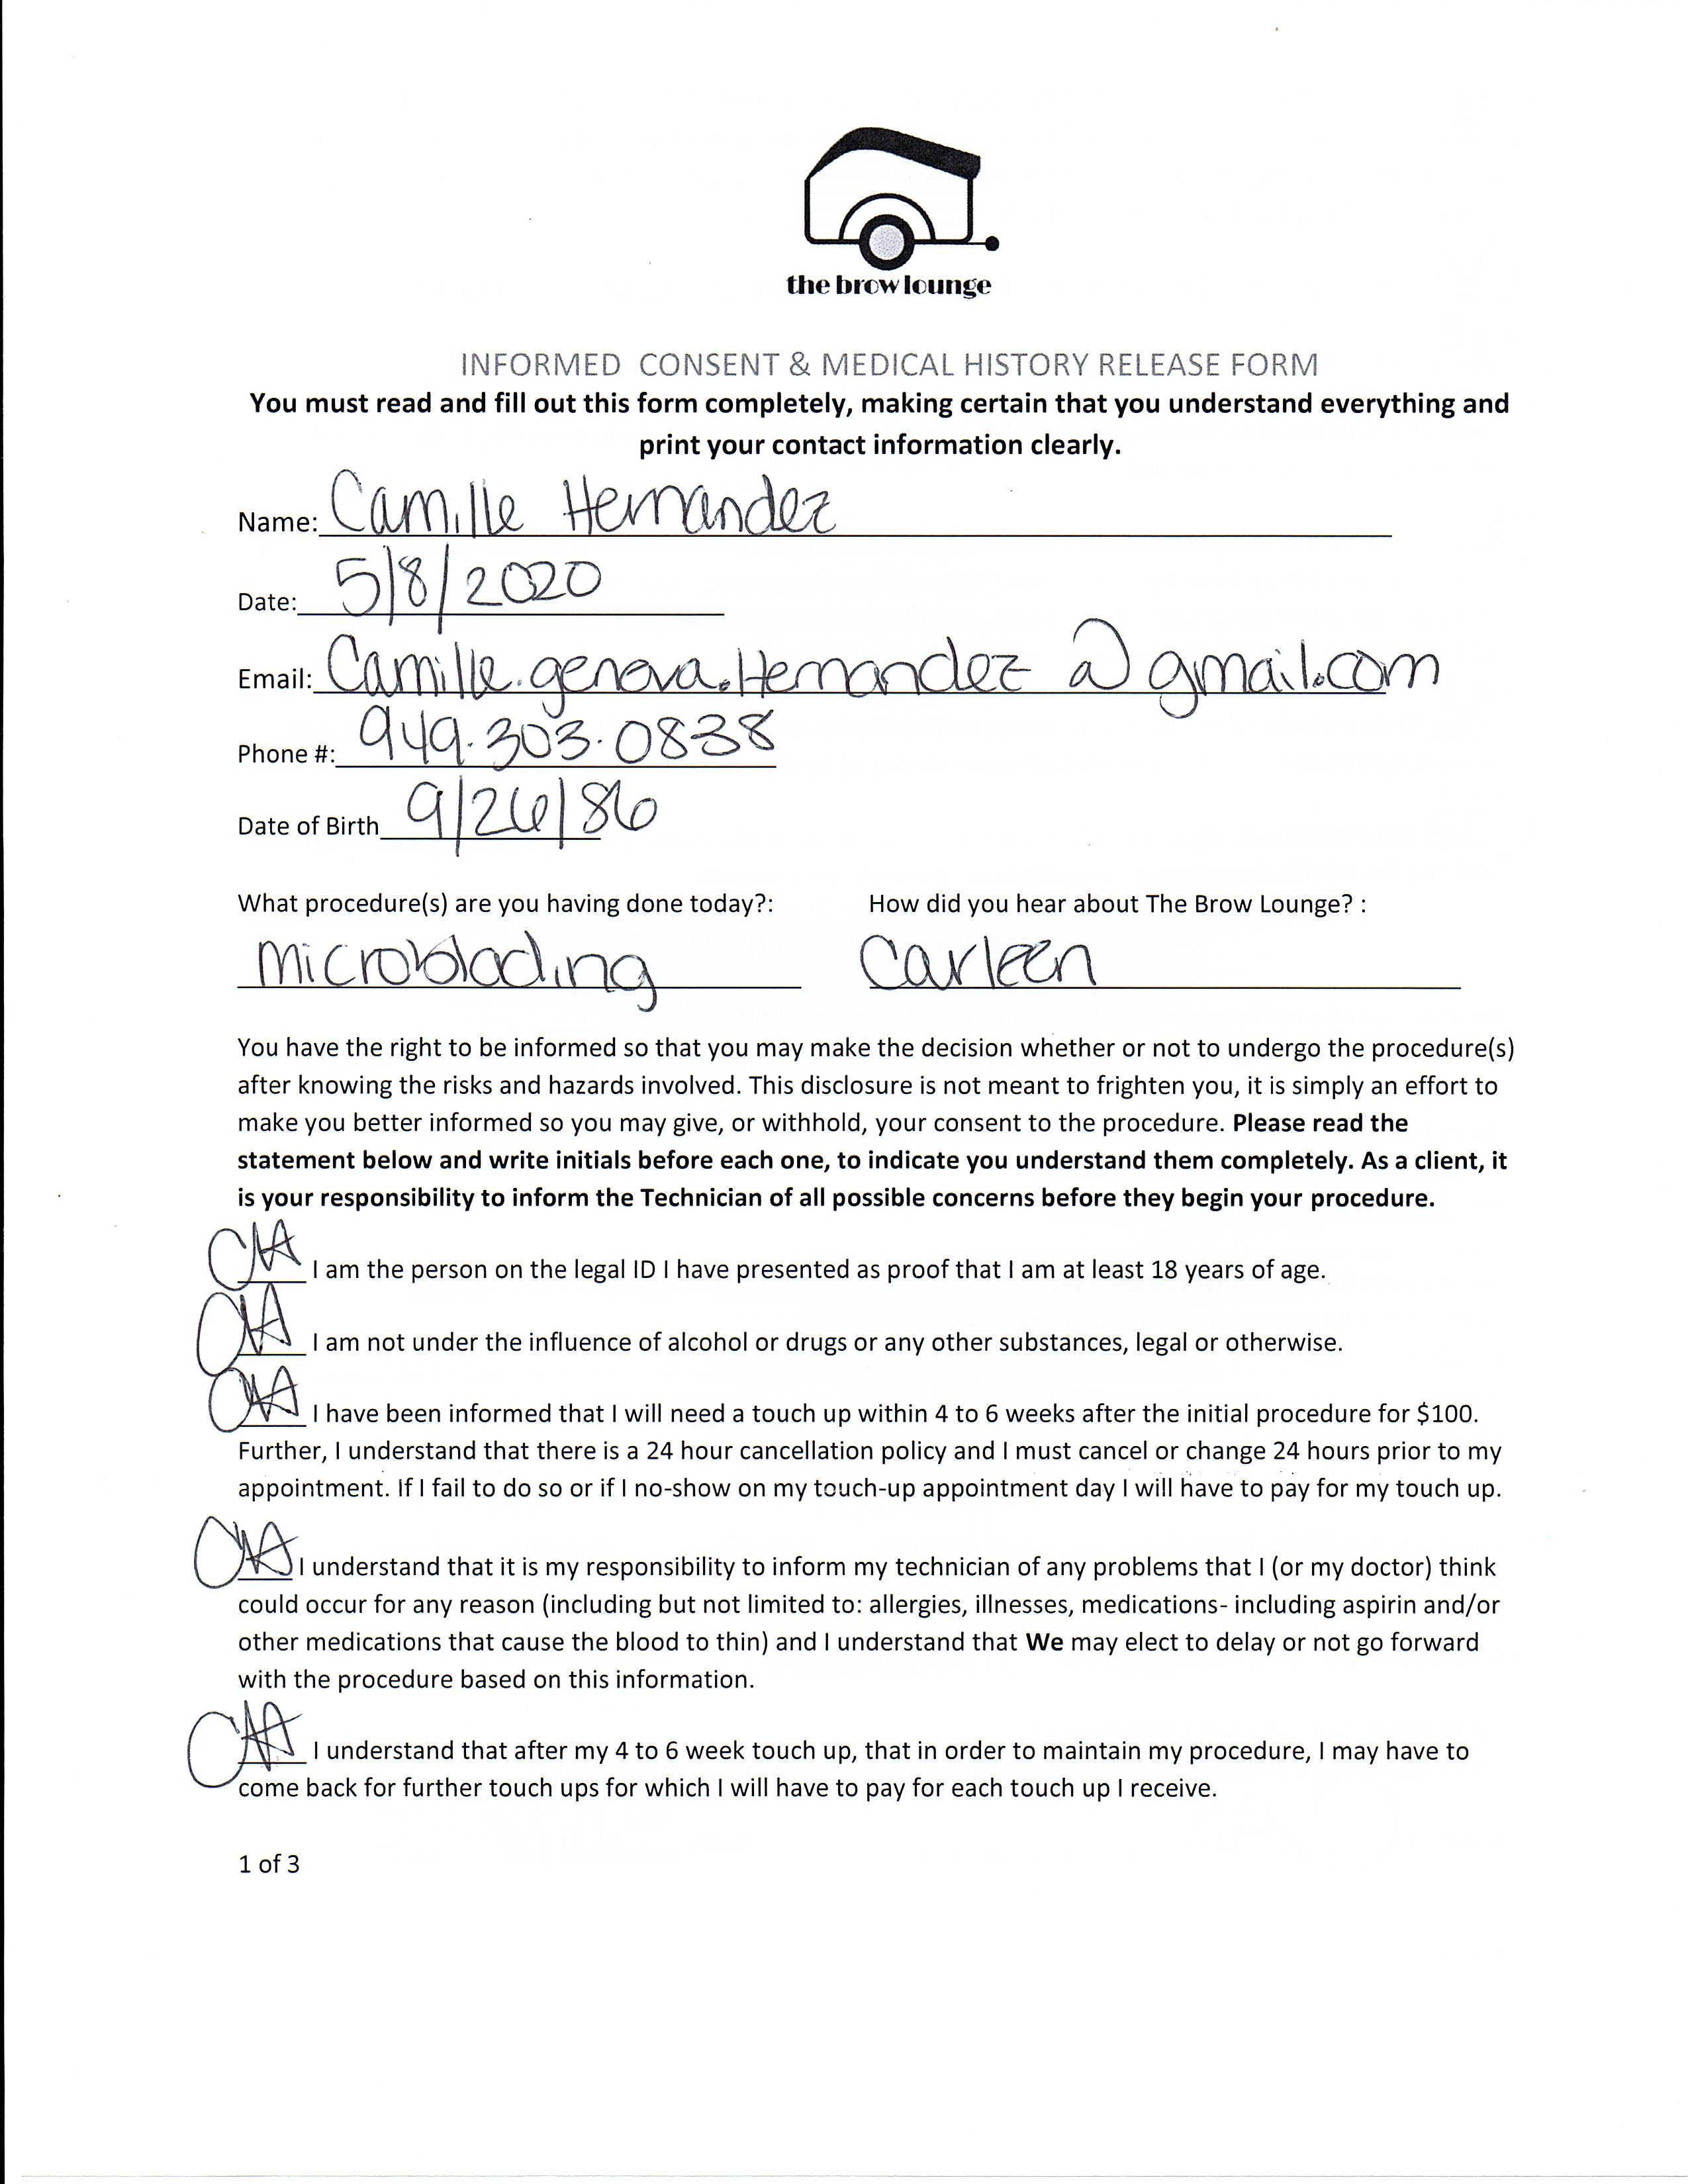 the brow lounge
INFORMED CONSENT & MEDICAL HISTORY RELEASE FORM
You must read and fill out this form completely, making certain that you understand everything and
print your contact information clearly.
Name: Camille Hernandez
Date: 5/8/2020
Email: Camille.genova.Hernandez @ gmail.com
Phone #: 949.303.0838
Date of Birth 9/26/86
What procedure(s) are you having done today?: How did you hear about The Brow Lounge? :
Microblading Carleen
You have the right to be informed so that you may make the decision whether or not to undergo the procedure(s)
after knowing the risks and hazards involved. This disclosure is not meant to frighten you, it is simply an effort to
make you better informed so you may give, or withhold, your consent to the procedure. Please read the
statement below and write initials before each one, to indicate you understand them completely. As a client, it
is your responsibility to inform the Technician of all possible concerns before they begin your procedure.
I am the person on the legal ID I have presented as proof that I am at least 18 years of age.
I am not under the influence of alcohol or drugs or any other substances, legal or otherwise.
I have been informed that I will need a touch up within 4 to 6 weeks after the initial procedure for $100.
Further, I understand that there is a 24 hour cancellation policy and I must cancel or change 24 hours prior to my
appointment. If I fail to do so or if I no-show on my touch-up appointment day I will have to pay for my touch up.
I understand that it is my responsibility to inform my technician of any problems that I (or my doctor) think
could occur for any reason (including but not limited to: allergies, illnesses, medications- including aspirin and/or
other medications that cause the blood to thin) and I understand that We may elect to delay or not go forward
with the procedure based on this information.
I understand that after my 4 to 6 week touch up, that in order to maintain my procedure, I may have to
come back for further touch ups for which I will have to pay for each touch up I receive.
1 of 3